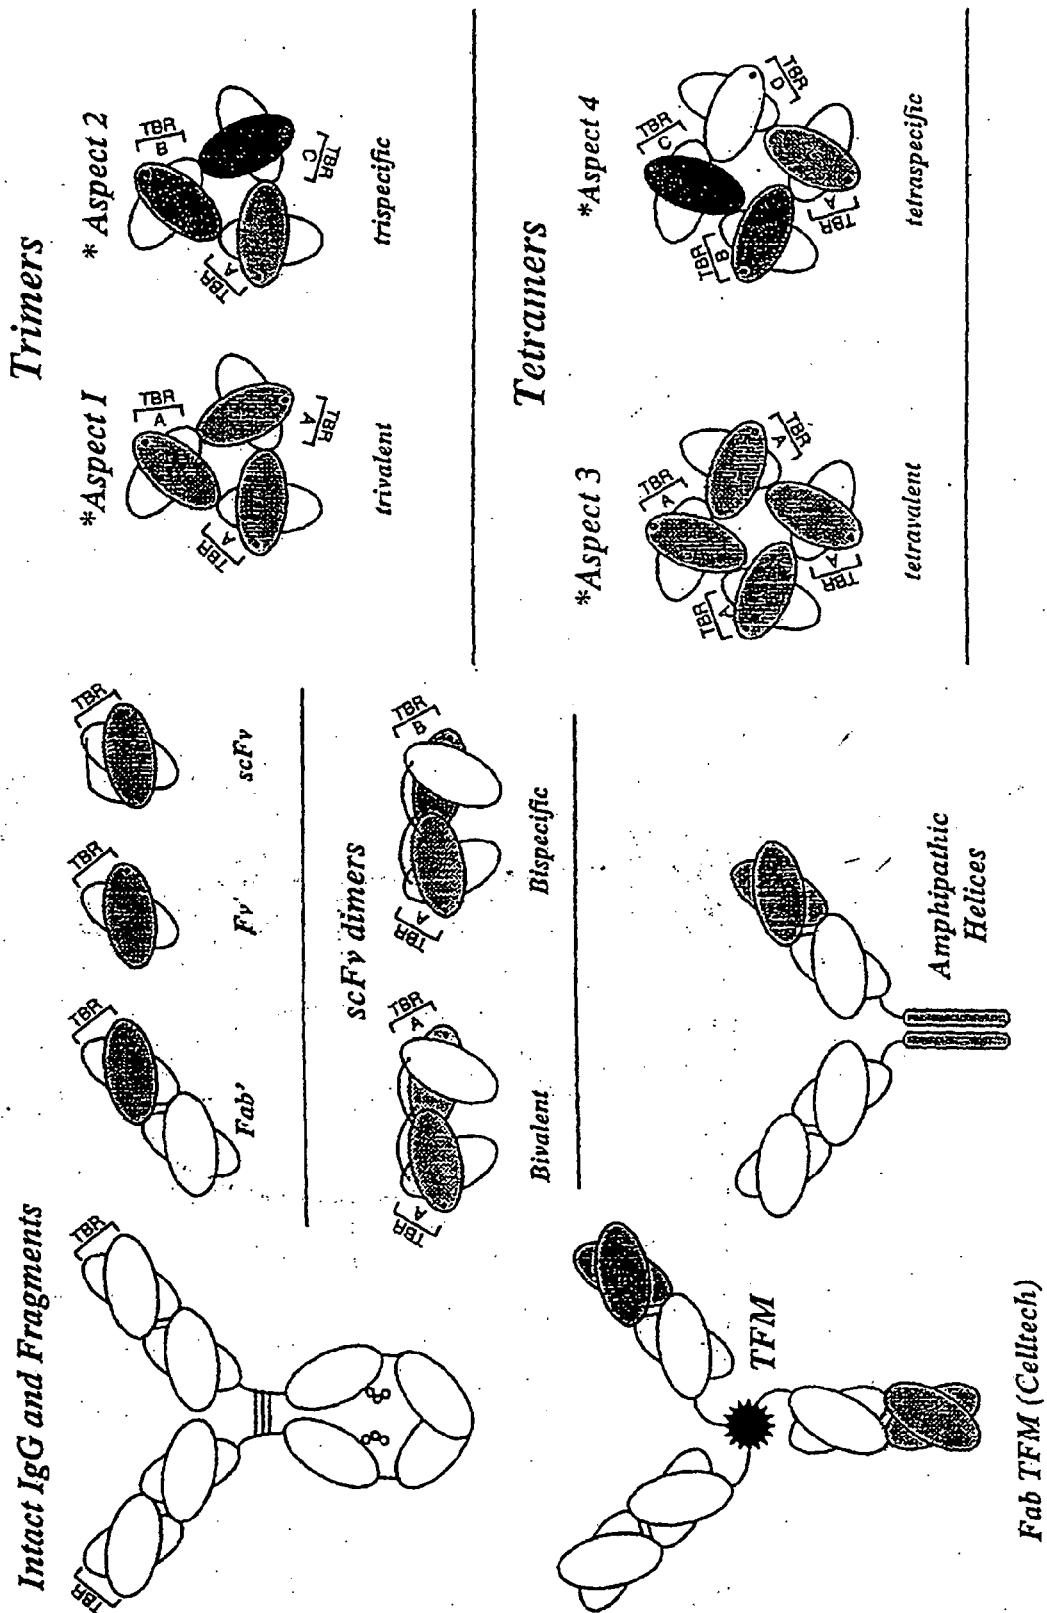 Intact IgG and Fragments
TBR
TBR
TBR
Fab'
TBR
Fv'
TBR
scFv
scFv dimers
TBR
A
TBR
A
Bivalent
TBR
A
TBR
B
Bispecific
TFM
Fab TFM (Celltech)
Amphipathic
Helices
Trimers
*Aspect 1
TBR
A
TBR
A
TBR
A
trivalent
* Aspect 2
TBR
A
TBR
B
TBR
C
trispecific
Tetramers
*Aspect 3
TBR
A
TBR
A
TBR
A
TBR
A
tetravalent
*Aspect 4
TBR
B
TBR
C
TBR
D
TBR
A
tetraspecific